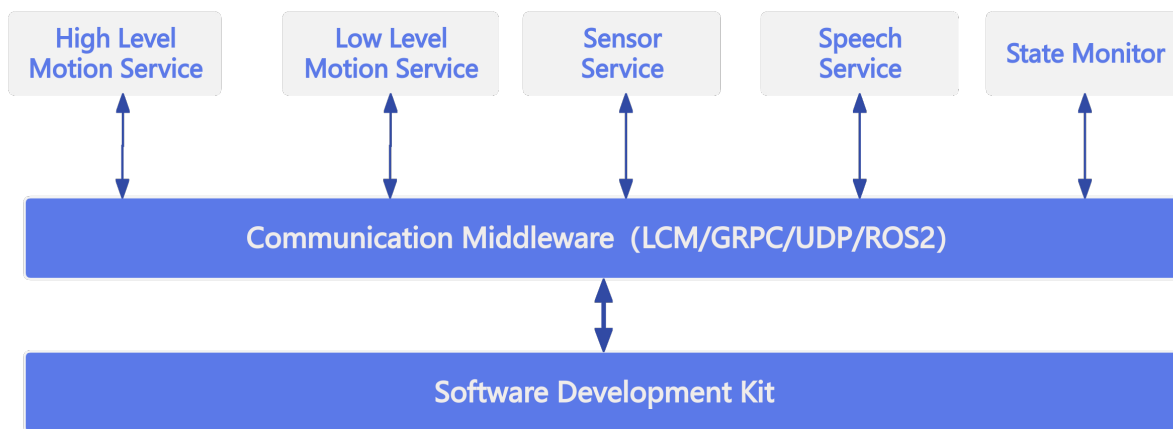 High Level
Motion Service
Low Level
Motion Service
Sensor
Service
Speech
Service
State Monitor
Communication Middleware（LCM/GRPC/UDP/ROS2）
Software Development Kit